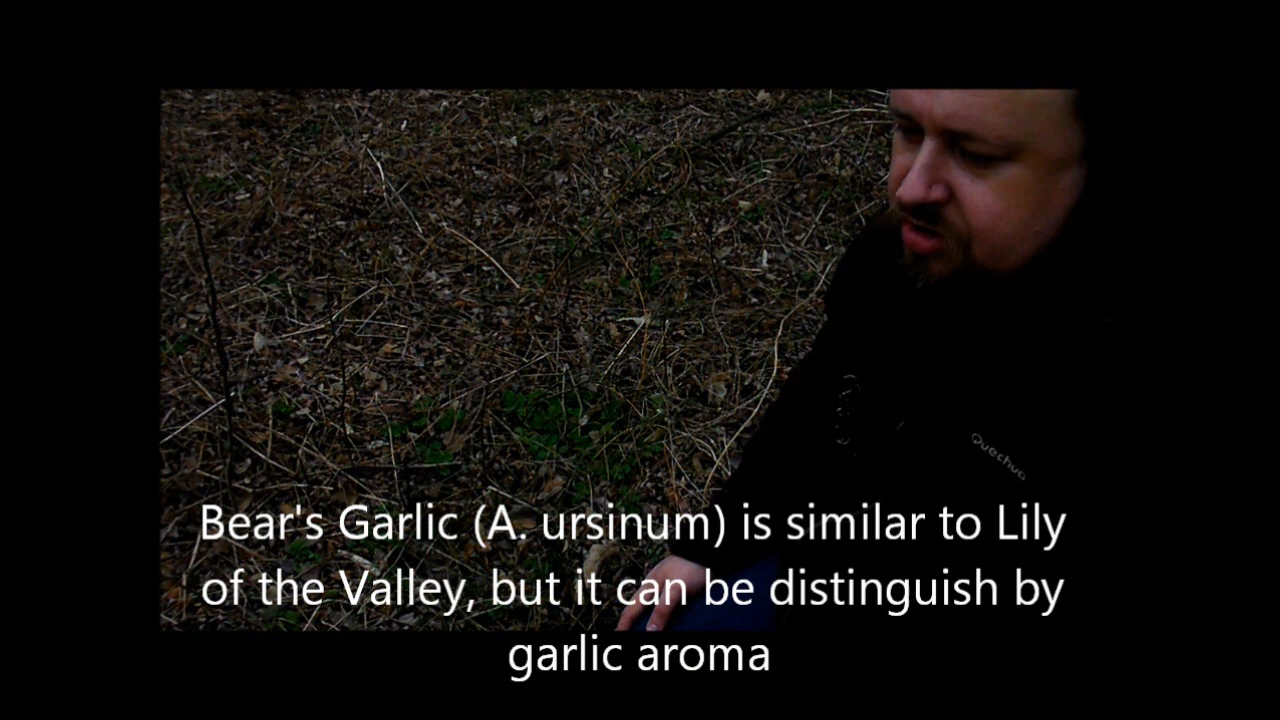 Quechua
Bear's Garlic (A. ursinum) is similar to Lily
of the Valley, but it can be distinguish by
garlic aroma